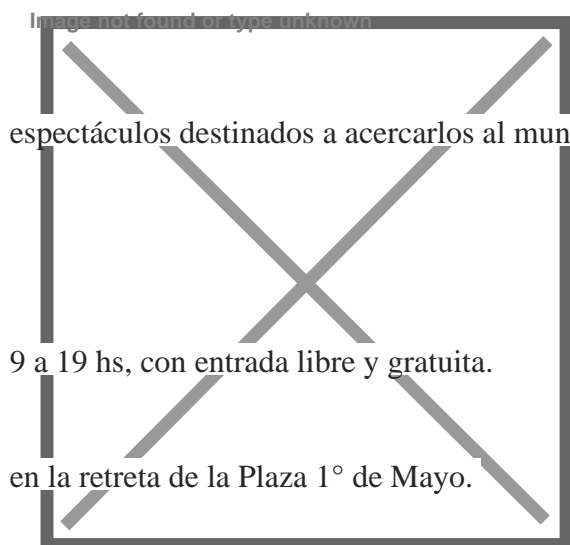 Image not found or type unknown
espectáculos destinados a acercarlos al mun
9 a 19 hs, con entrada libre y gratuita.
en la retreta de la Plaza 1° de Mayo.